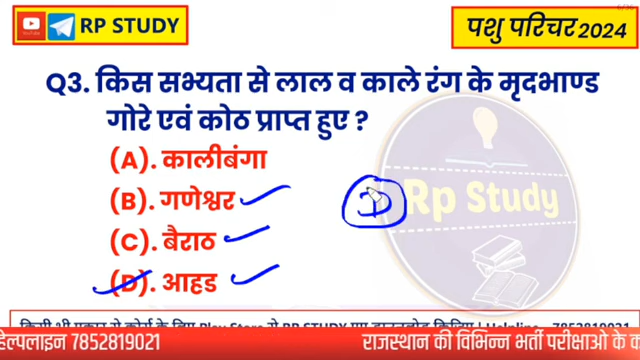 RP STUDY
पशु परिचर 2024
Q3. किस सभ्यता से लाल व काले रंग के मृदभाण्ड
गोरे एवं कोठ प्राप्त हुए ?
(A). कालीबंगा
(B). गणेश्वर
(C). बैराठ
(D). आहड
D
Rp Study
हेल्पलाइन 7852819021 राजस्थान की विभिन्न भर्ती परीक्षाओ के